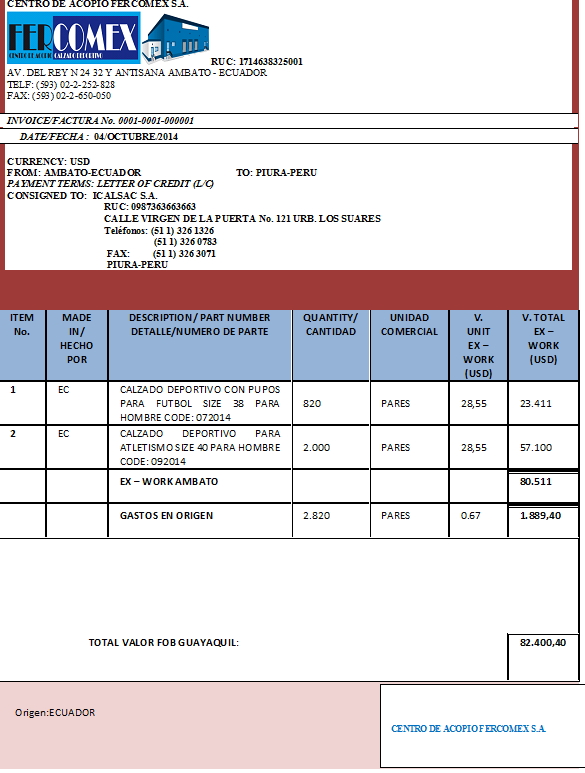 CENTRO DE ACOPIO FERCOMEX S.A.
FERCOMEX
CENTRO DE ACOPIO CALZADO DEPORTIVO
RUC: 1714638325001
AV. DEL REY N 24 32 Y ANTISANA AMBATO - ECUADOR
TELF: (593) 02-2-252-828
FAX: (593) 02-2-650-050
INVOICE/FACTURA No. 0001-0001-000001
DATE/FECHA : 04/OCTUBRE/2014
CURRENCY: USD
FROM: AMBATO-ECUADOR TO: PIURA-PERU
PAYMENT TERMS: LETTER OF CREDIT (L/C)
CONSIGNED TO: ICALSAC S.A.
RUC: 0987363663663
CALLE VIRGEN DE LA PUERTA No. 121 URB. LOS SUARES
Teléfonos: (51 1) 326 1326
(51 1) 326 0783
FAX: (51 1) 326 3071
PIURA-PERU
ITEM No. MADE IN/ HECHO POR DESCRIPTION/ PART NUMBER DETALLE/NUMERO DE PARTE QUANTITY/ CANTIDAD UNIDAD COMERCIAL V. UNIT EX – WORK (USD) V. TOTAL EX – WORK (USD)
1 EC CALZADO DEPORTIVO CON PUPOS PARA FUTBOL SIZE 38 PARA HOMBRE CODE: 072014 820 PARES 28,55 23.411
2 EC CALZADO DEPORTIVO PARA ATLETISMO SIZE 40 PARA HOMBRE CODE: 092014 2.000 PARES 28,55 57.100
EX – WORK AMBATO 80.511
GASTOS EN ORIGEN 2.820 PARES 0.67 1.889,40
TOTAL VALOR FOB GUAYAQUIL: 82.400,40
Origen:ECUADOR
CENTRO DE ACOPIO FERCOMEX S.A.